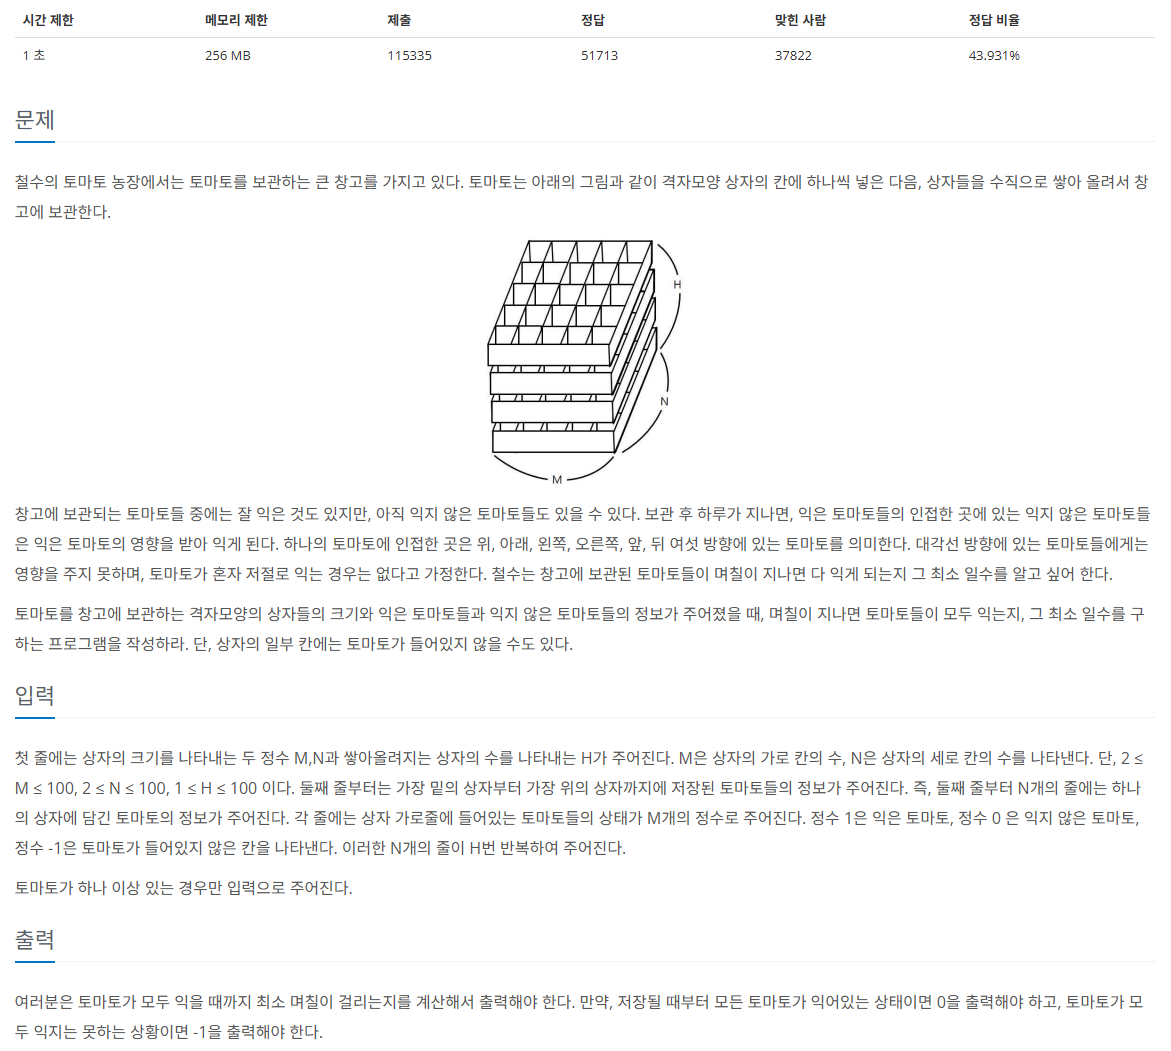 시간 제한 메모리 제한 제출 정답 맞힌 사람 정답 비율
1 초 256 MB 115335 51713 37822 43.931%
문제
철수의 토마토 농장에서는 토마토를 보관하는 큰 창고를 가지고 있다. 토마토는 아래의 그림과 같이 격자모양 상자의 칸에 하나씩 넣은 다음, 상자들을 수직으로 쌓아 올려서 창
고에 보관한다.
H
N
M
창고에 보관되는 토마토들 중에는 잘 익은 것도 있지만, 아직 익지 않은 토마토들도 있을 수 있다. 보관 후 하루가 지나면, 익은 토마토들의 인접한 곳에 있는 익지 않은 토마토들
은 익은 토마토의 영향을 받아 익게 된다. 하나의 토마토에 인접한 곳은 위, 아래, 왼쪽, 오른쪽, 앞, 뒤 여섯 방향에 있는 토마토를 의미한다. 대각선 방향에 있는 토마토들에게는
영향을 주지 못하며, 토마토가 혼자 저절로 익는 경우는 없다고 가정한다. 철수는 창고에 보관된 토마토들이 며칠이 지나면 다 익게 되는지 그 최소 일수를 알고 싶어 한다.
토마토를 창고에 보관하는 격자모양의 상자들의 크기와 익은 토마토들과 익지 않은 토마토들의 정보가 주어졌을 때, 며칠이 지나면 토마토들이 모두 익는지, 그 최소 일수를 구
하는 프로그램을 작성하라. 단, 상자의 일부 칸에는 토마토가 들어있지 않을 수도 있다.
입력
첫 줄에는 상자의 크기를 나타내는 두 정수 M,N과 쌓아올려지는 상자의 수를 나타내는 H가 주어진다. M은 상자의 가로 칸의 수, N은 상자의 세로 칸의 수를 나타낸다. 단, 2 ≤
M ≤ 100, 2 ≤ N ≤ 100, 1 ≤ H ≤ 100 이다. 둘째 줄부터는 가장 밑의 상자부터 가장 위의 상자까지에 저장된 토마토들의 정보가 주어진다. 즉, 둘째 줄부터 N개의 줄에는 하나
의 상자에 담긴 토마토의 정보가 주어진다. 각 줄에는 상자 가로줄에 들어있는 토마토들의 상태가 M개의 정수로 주어진다. 정수 1은 익은 토마토, 정수 0 은 익지 않은 토마토,
정수 -1은 토마토가 들어있지 않은 칸을 나타낸다. 이러한 N개의 줄이 H번 반복하여 주어진다.
토마토가 하나 이상 있는 경우만 입력으로 주어진다.
출력
여러분은 토마토가 모두 익을 때까지 최소 며칠이 걸리는지를 계산해서 출력해야 한다. 만약, 저장될 때부터 모든 토마토가 익어있는 상태이면 0을 출력해야 하고, 토마토가 모
두 익지는 못하는 상황이면 -1을 출력해야 한다.